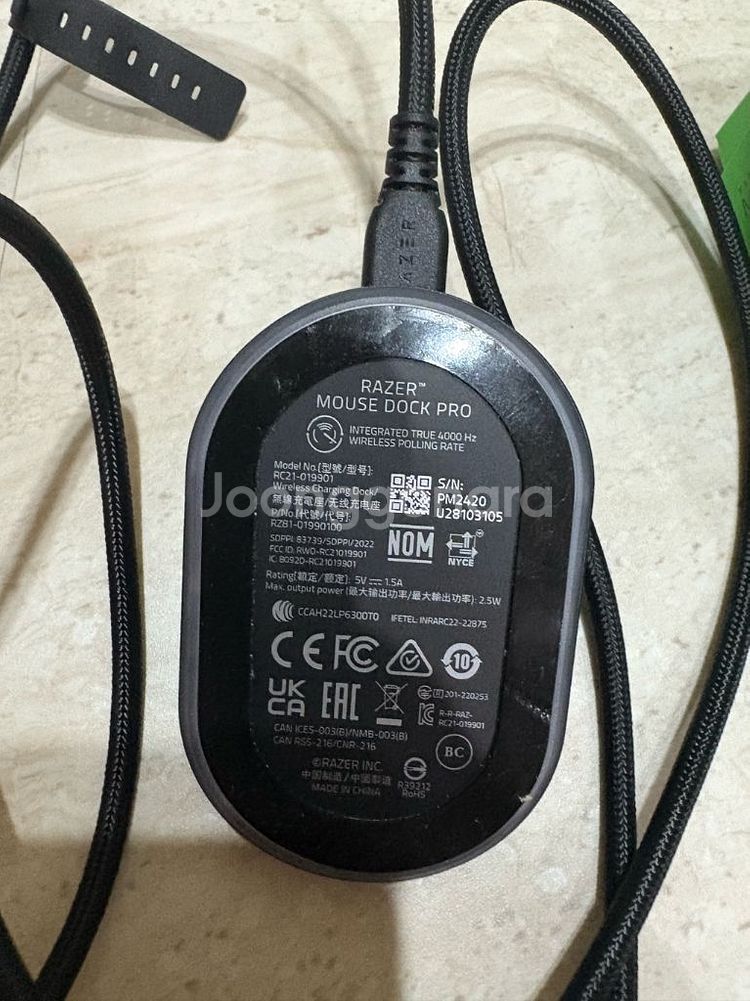 RAZER
RAZER™
MOUSE DOCK PRO
INTEGRATED TRUE 4000 Hz
WIRELESS POLLING RATE
Model No.(型號/型号):
RC21-019901
Wireless Charging Dock/
無線充電座/无线充电座
P/No.(代號/代号):
RZ81-01990100
S/N:
PM2420
U28103105
Joonggonara
SDPPI: 83739/SDPPI/2022
FCC ID: RWO-RC21019901
IC: 8092D-RC21019901
NOM
NYCE
Rating(額定/额定): 5V 1.5A
Max. output power (最大输出功率/最大輸出功率): 2.5W
CCAH22LP6300T0
IFETEL: INRARC22-22875
CE FC 10
UK
CA
EAC
201-220253
R-R-RAZ-
RC21-019901
CAN ICES-003(B)/NMB-003(B)
CAN RSS-216/CNR-216
BC
©RAZER INC.
中国制造/中國製造
MADE IN CHINA
R39212
RoHS